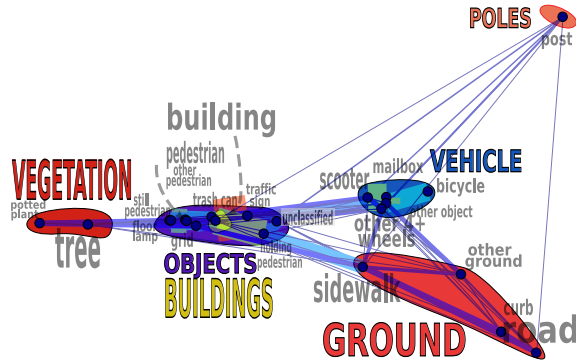 POLES
post
building
pedestrian
mailbox
VEHICLE
other
pedestrian
scooter
bicycle
VEGETATION
traffic
sign
trash can
still
pedestrian
potted
plant
other object
unclassified
other 4+
wheels
floor
lamp
grid
tree
holding
pedestrian
other
ground
OBJECTS
BUILDINGS
sidewalk
curb
road
GROUND